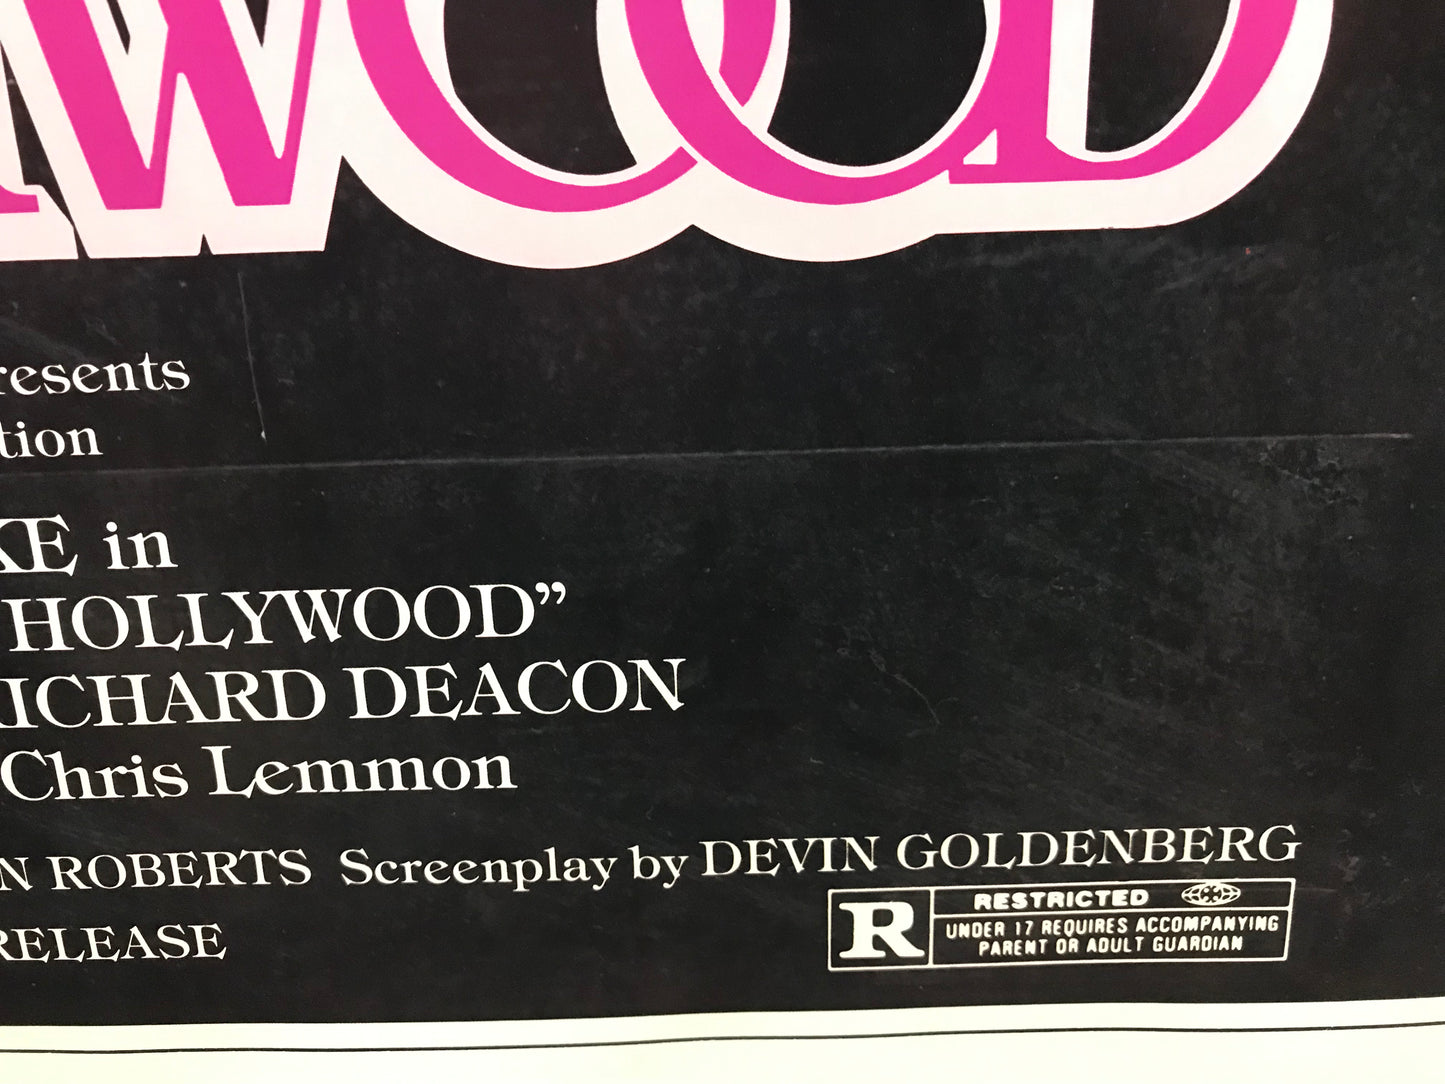 WOOD
resents
tion
KE in
HOLLYWOOD”
RICHARD DEACON
Chris Lemmon
N ROBERTS Screenplay by DEVIN GOLDENBERG
RELEASE
R
RESTRICTED
UNDER 17 REQUIRES ACCOMPANYING
PARENT OR ADULT GUARDIAN